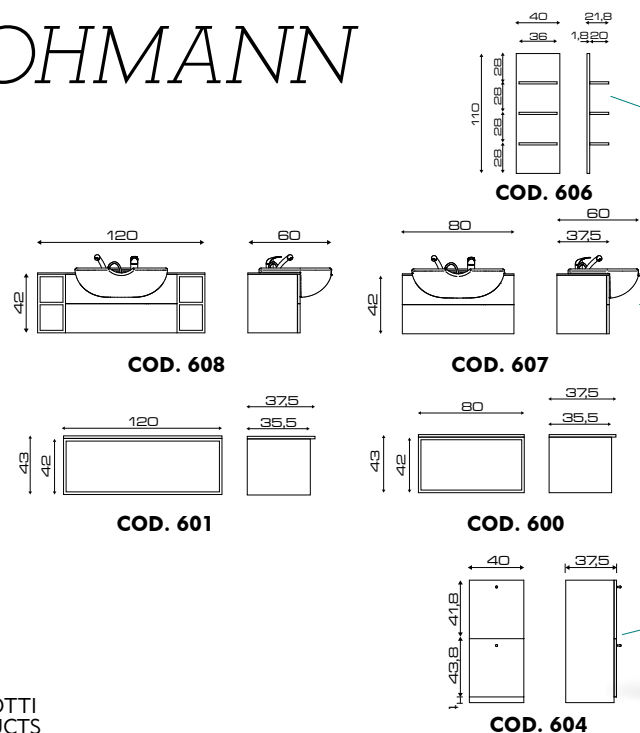 OHMANN
40 21,8
36 1,8 20
110 28 28 28 28
COD. 606
120 60
42
COD. 608
80 60
37,5
42
COD. 607
120 37,5
35,5
43 42
COD. 601
80 37,5
35,5
43 42
COD. 600
40 37,5
41,8
43,8
1
COD. 604
OTTI
UCTS